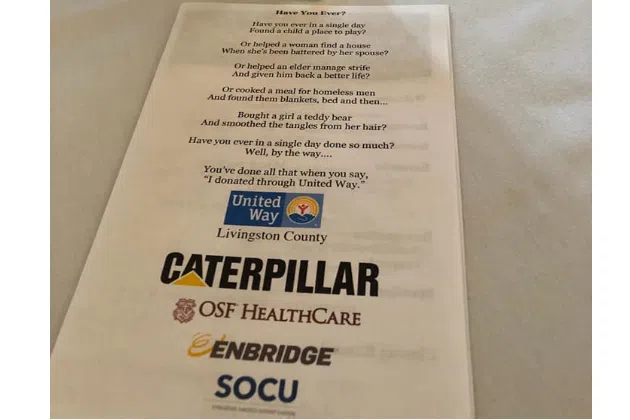 Have You Ever?
Have you ever in a single day
Found a child a place to play?
Or helped a woman find a house
When she's been battered by her spouse?
Or helped an elder manage strife
And given him back a better life?
Or cooked a meal for homeless men
And found them blankets, bed and then...
Bought a girl a teddy bear
And smoothed the tangles from her hair?
Have you ever in a single day done so much?
Well, by the way....
You've done all that when you say,
"I donated through United Way."
United
Way
Livingston County
CATERPILLAR
OSF HEALTHCARE
ENBRIDGE
SOCU